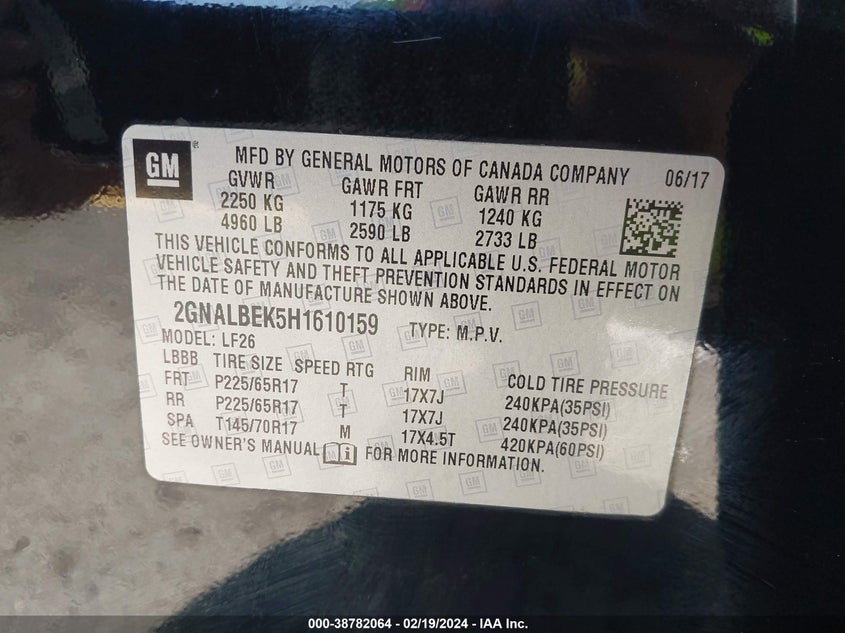 GM®
MFD BY GENERAL MOTORS OF CANADA COMPANY 06/17
GVWR GAWR FRT GAWR RR
2250 KG 1175 KG 1240 KG
4960 LB 2590 LB 2733 LB
THIS VEHICLE CONFORMS TO ALL APPLICABLE U.S. FEDERAL MOTOR
VEHICLE SAFETY AND THEFT PREVENTION STANDARDS IN EFFECT ON
THE DATE OF MANUFACTURE SHOWN ABOVE.
2GNALBEK5H1610159 TYPE: M.P.V.
MODEL: LF26
LBBB TIRE SIZE SPEED RTG RIM COLD TIRE PRESSURE
FRT P225/65R17 T 17X7J 240KPA(35PSI)
RR P225/65R17 T 17X7J 240KPA(35PSI)
SPA T145/70R17 M 17X4.5T 420KPA(60PSI)
SEE OWNER'S MANUAL i FOR MORE INFORMATION.
000-38782064 - 02/19/2024 - IAA Inc.